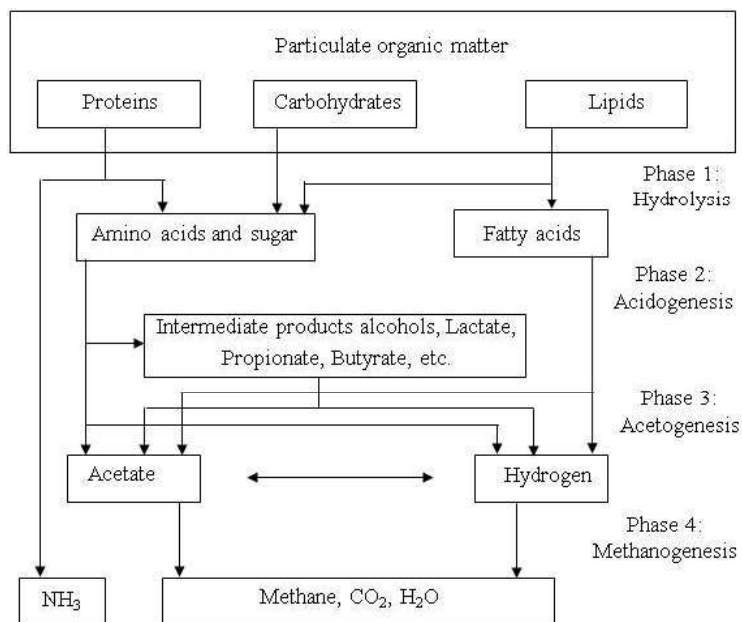 Particulate organic matter
Proteins
Carbohydrates
Lipids
Phase 1:
Hydrolysis
Amino acids and sugar
Fatty acids
Phase 2:
Acidogenesis
Intermediate products alcohols, Lactate,
Propionate, Butyrate, etc.
Phase 3:
Acetogenesis
Acetate
Hydrogen
Phase 4:
Methanogenesis
NH₃
Methane, CO₂, H₂O